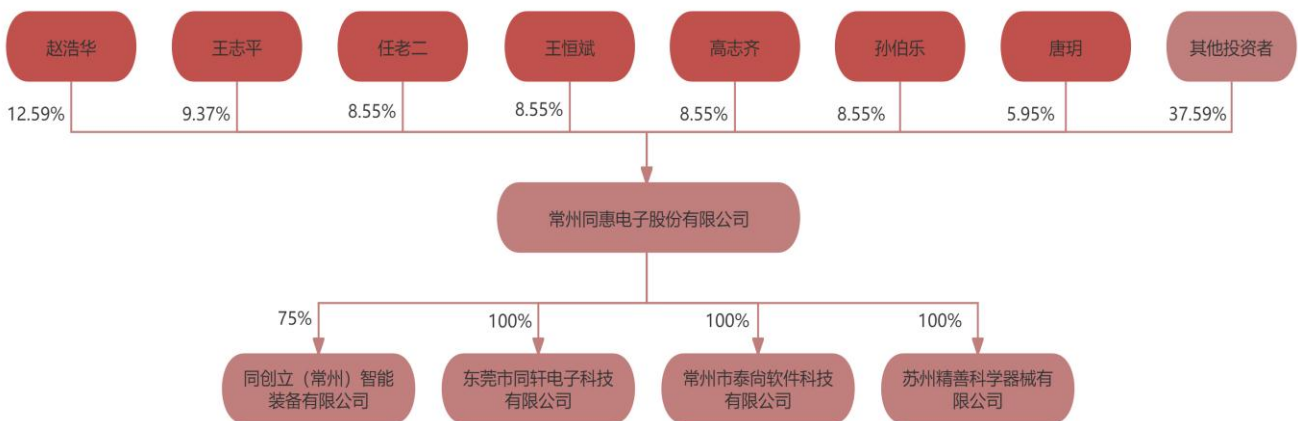 赵浩华
王志平
任老二
王恒斌
高志齐
孙伯乐
唐玥
其他投资者
12.59%
9.37%
8.55%
8.55%
8.55%
8.55%
5.95%
37.59%
常州同惠电子股份有限公司
75%
100%
100%
100%
同创立（常州）智能
装备有限公司
东莞市同轩电子科技
有限公司
常州市泰尚软件科技
有限公司
苏州精善科学器械有
限公司